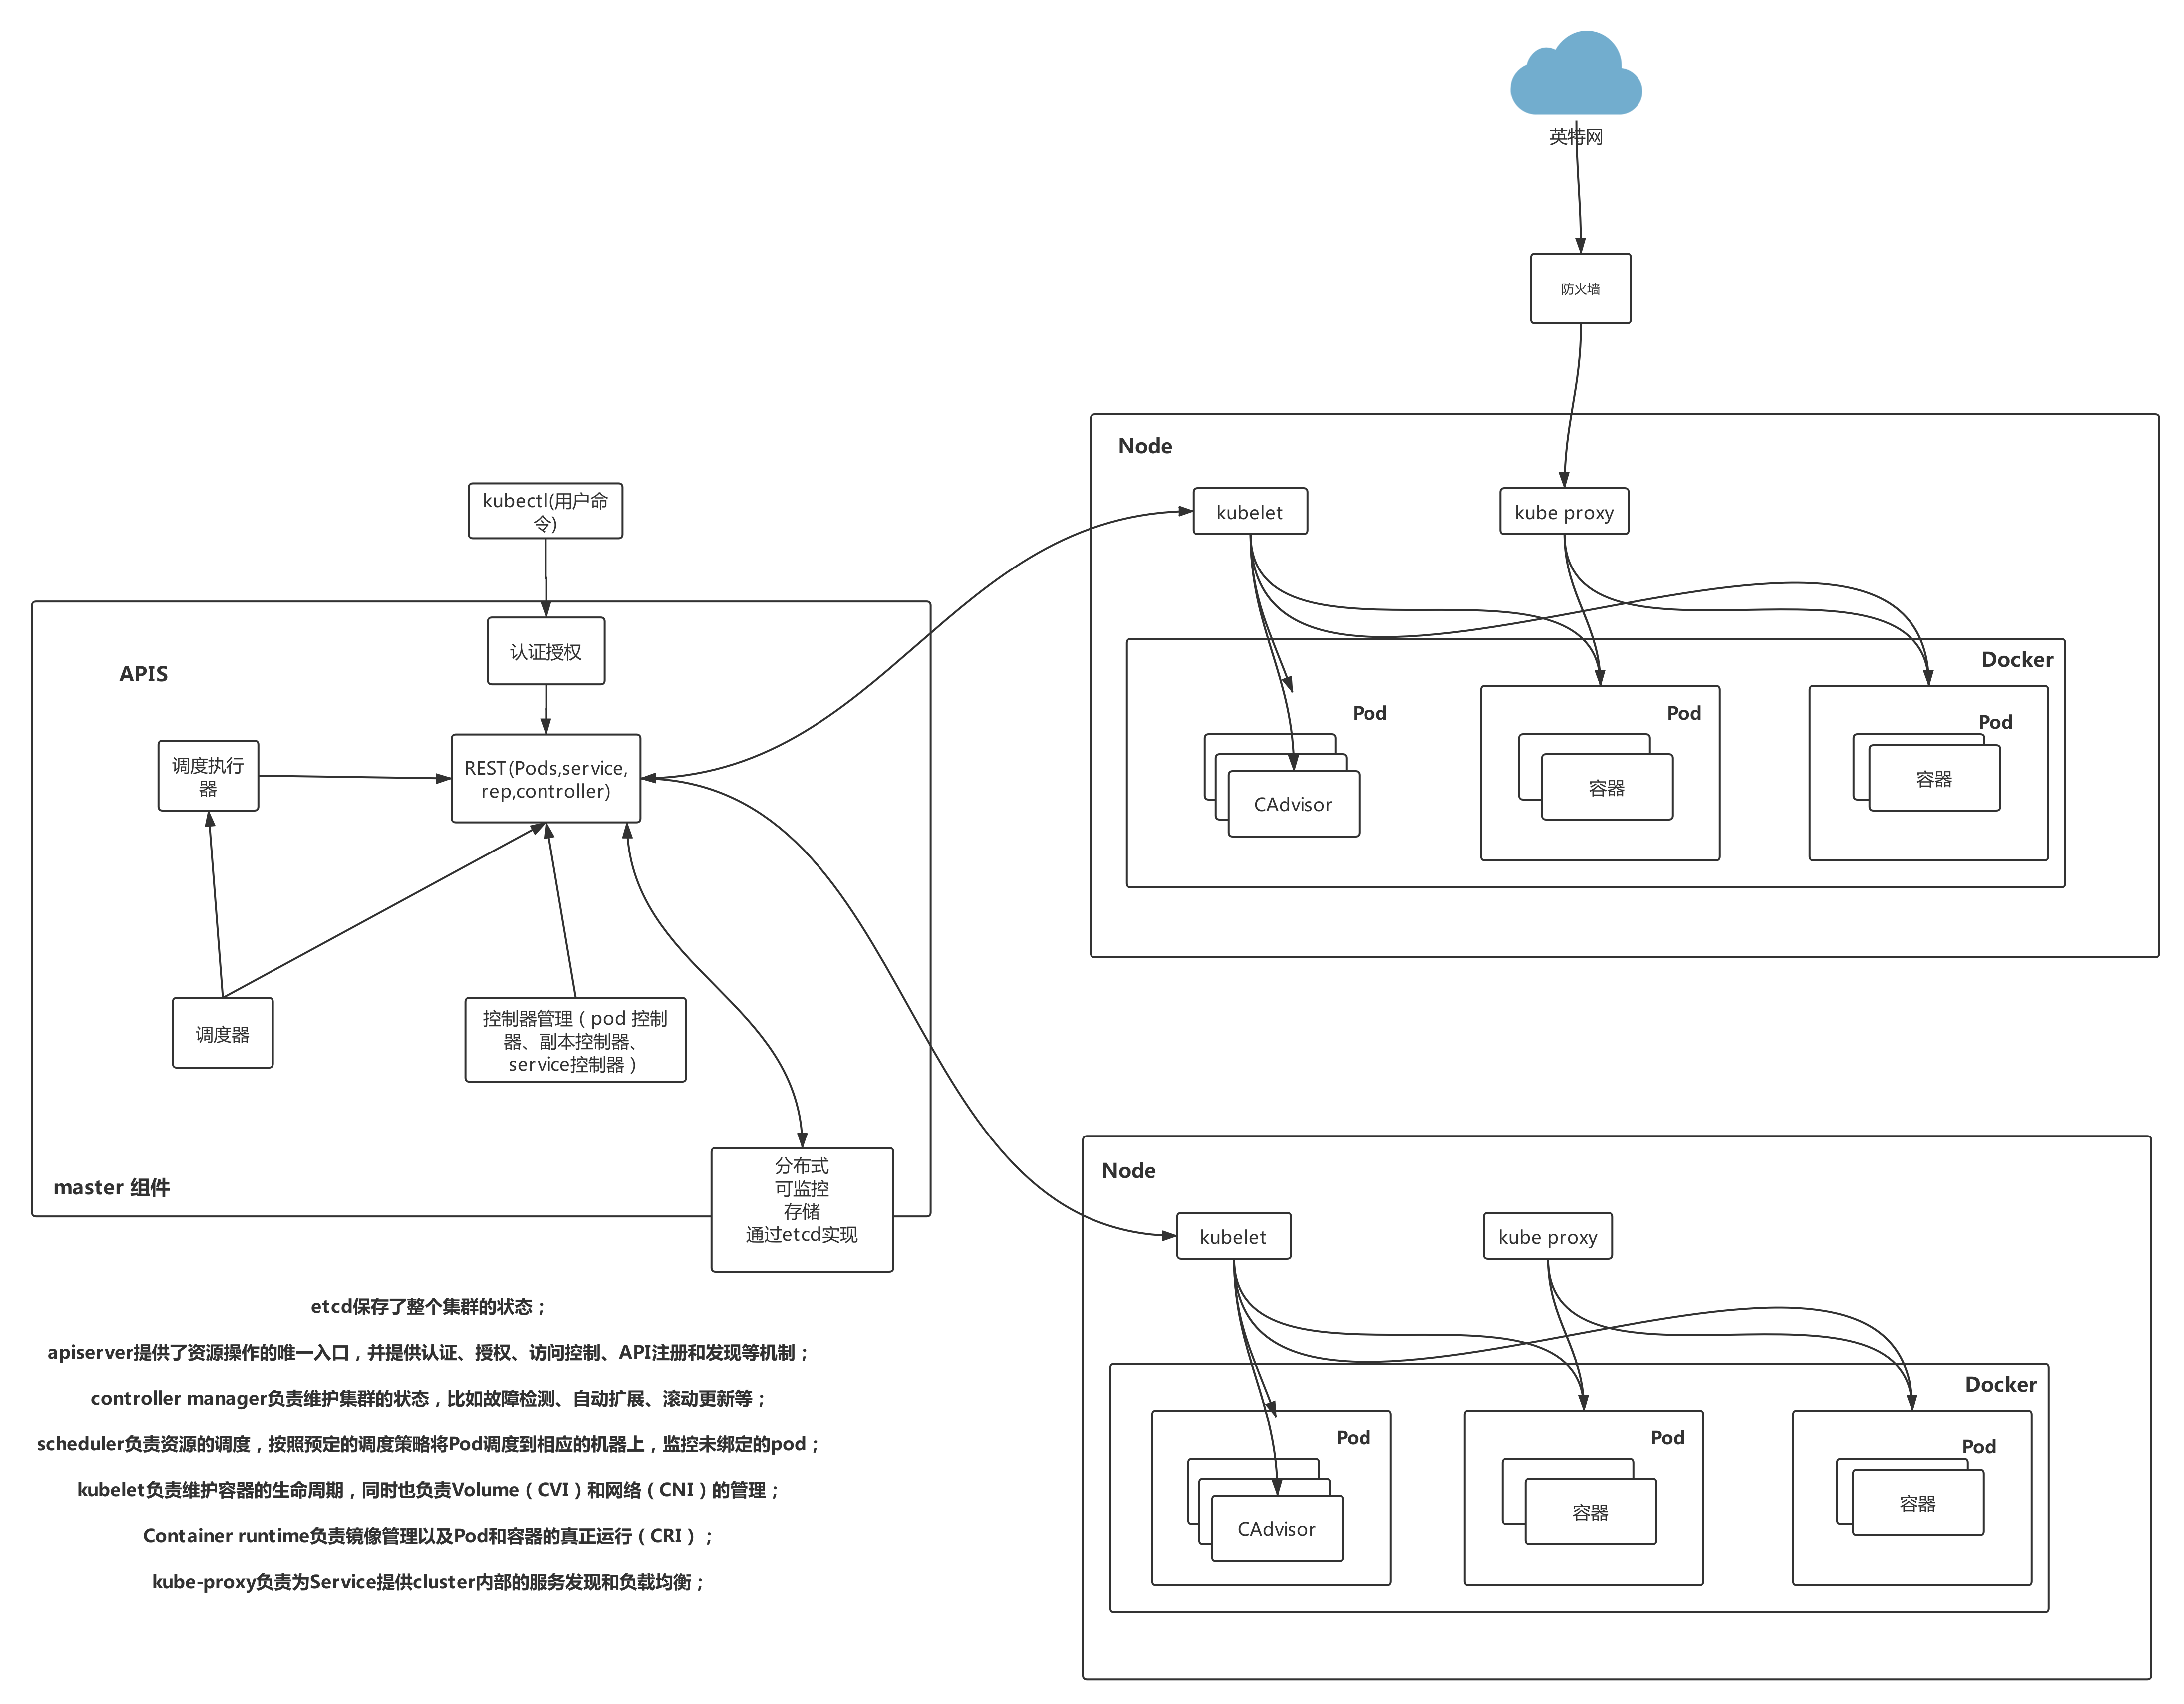 英特网
防火墙
Node
kubelet
kube proxy
Docker
Pod
CAdvisor
Pod
容器
Pod
容器
kubectl(用户命
令)
认证授权
APIS
调度执行
器
REST(Pods,service,
rep,controller)
调度器
控制器管理（pod 控制
器、副本控制器、
service控制器）
master 组件
分布式
可监控
存储
通过etcd实现
Node
kubelet
kube proxy
Docker
Pod
CAdvisor
Pod
容器
Pod
容器
etcd保存了整个集群的状态；
apiserver提供了资源操作的唯一入口，并提供认证、授权、访问控制、API注册和发现等机制；
controller manager负责维护集群的状态，比如故障检测、自动扩展、滚动更新等；
scheduler负责资源的调度，按照预定的调度策略将Pod调度到相应的机器上，监控未绑定的pod；
kubelet负责维护容器的生命周期，同时也负责Volume（CVI）和网络（CNI）的管理；
Container runtime负责镜像管理以及Pod和容器的真正运行（CRI）；
kube-proxy负责为Service提供cluster内部的服务发现和负载均衡；